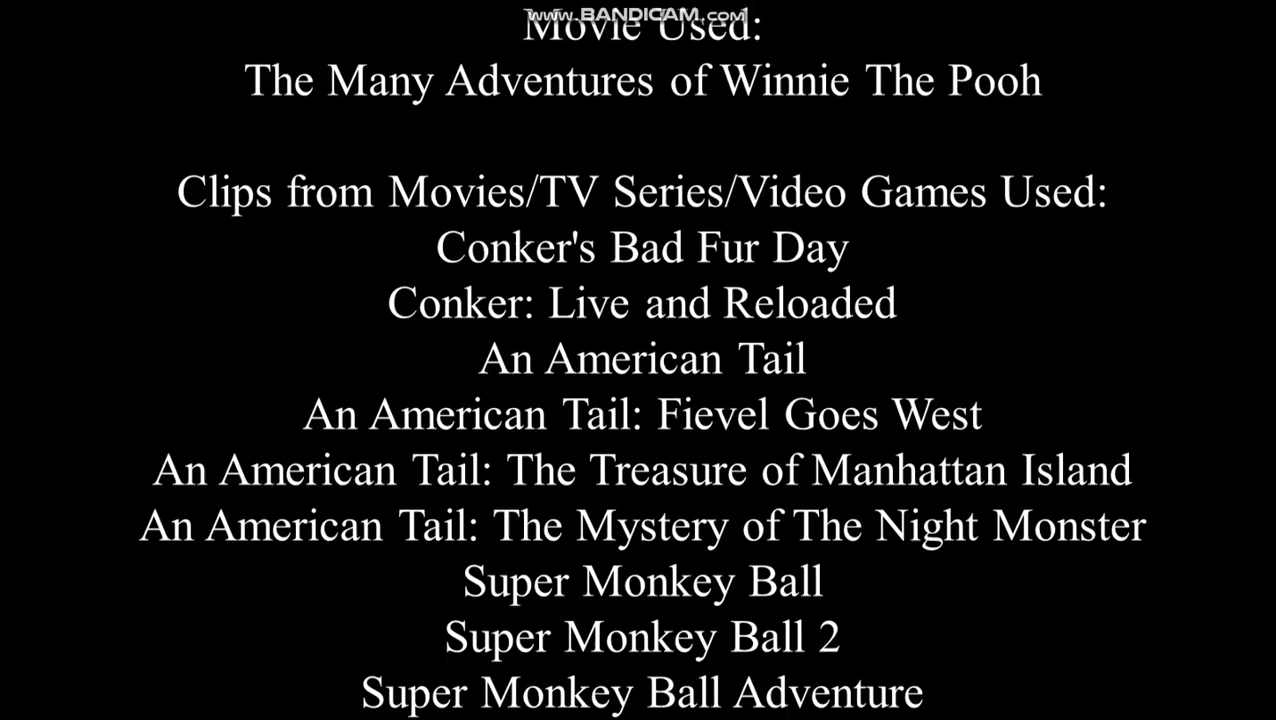 www.BANDICAM.com
Movie Used:
The Many Adventures of Winnie The Pooh
Clips from Movies/TV Series/Video Games Used:
Conker's Bad Fur Day
Conker: Live and Reloaded
An American Tail
An American Tail: Fievel Goes West
An American Tail: The Treasure of Manhattan Island
An American Tail: The Mystery of The Night Monster
Super Monkey Ball
Super Monkey Ball 2
Super Monkey Ball Adventure